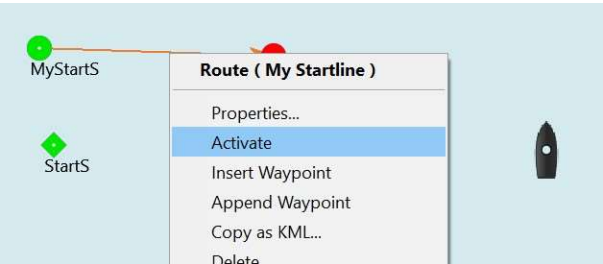 MyStartS
Route ( My Startline )
Properties...
Activate
StartS
Insert Waypoint
Append Waypoint
Copy as KML...
Delete